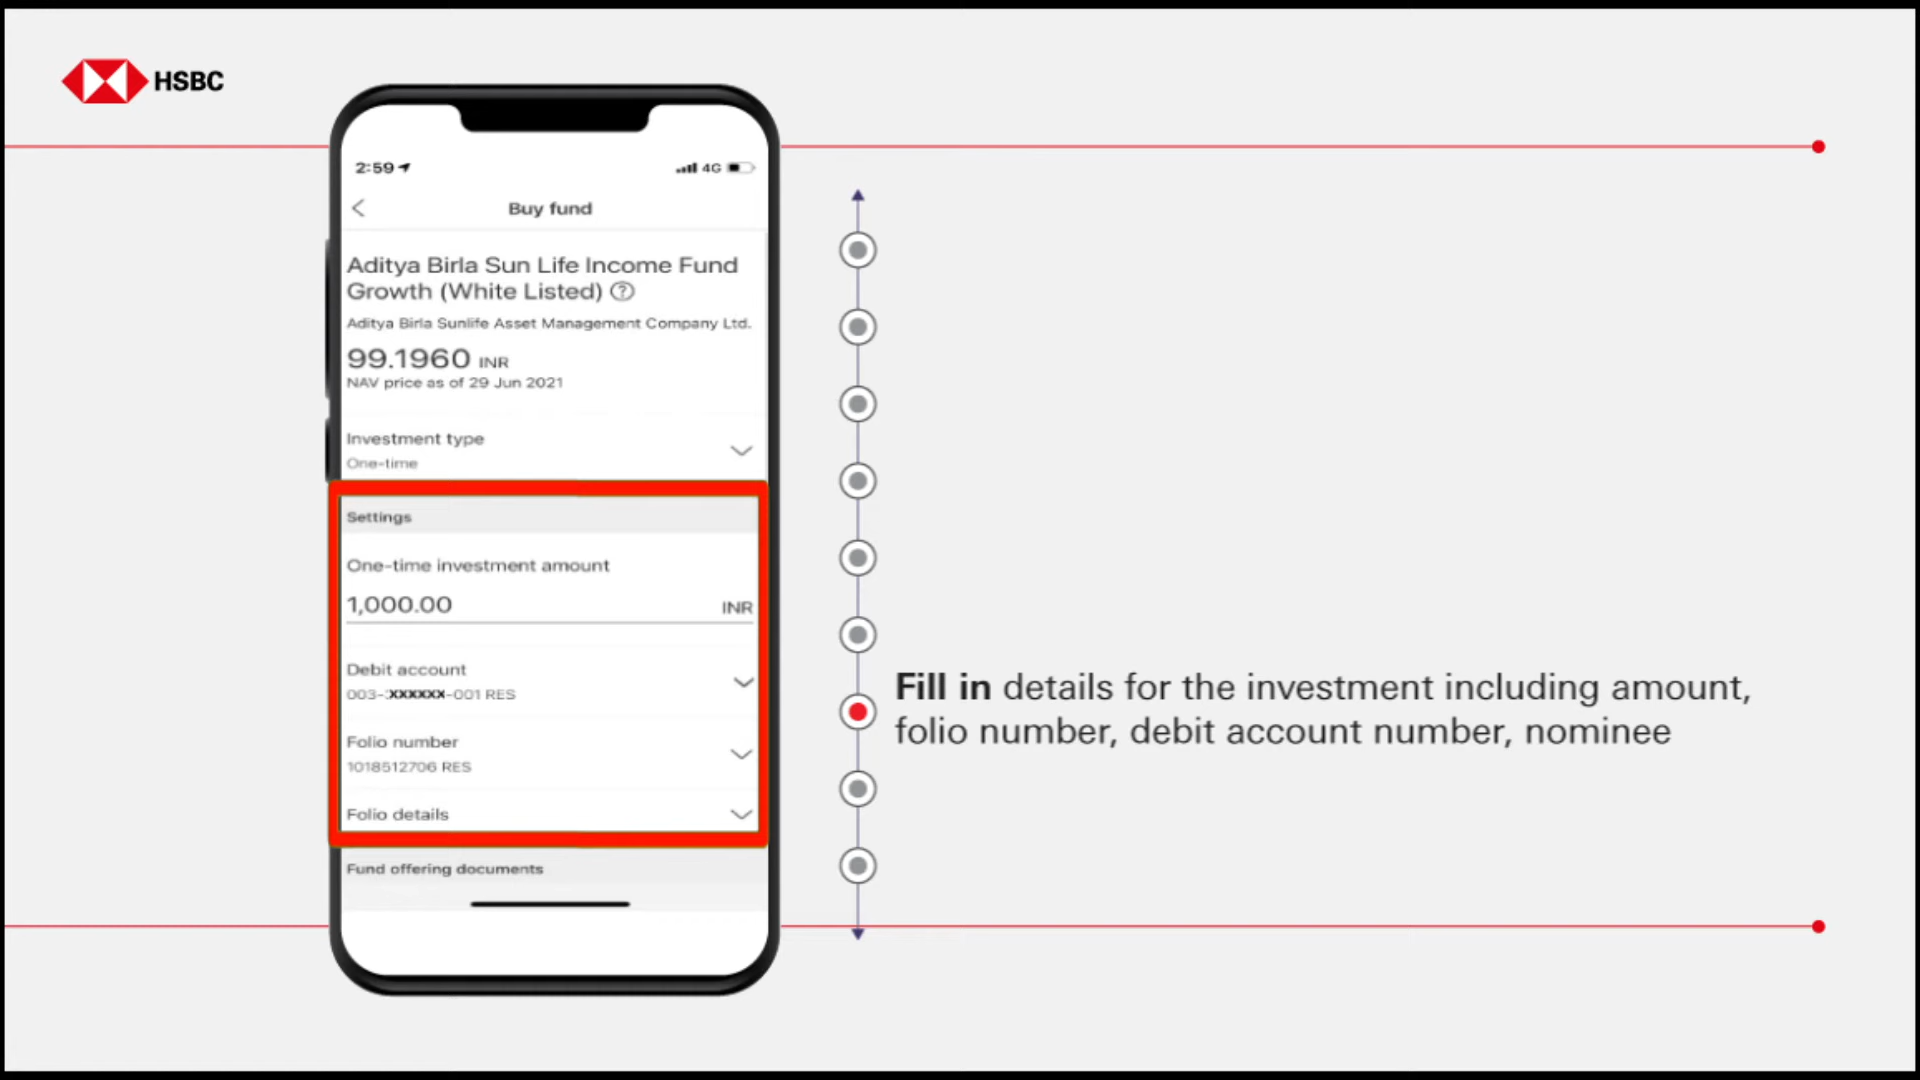 HSBC
2:59
4G
Buy fund
Aditya Birla Sun Life Income Fund
Growth (White Listed) ?
Aditya Birla Sunlife Asset Management Company Ltd.
99.1960 INR
NAV price as of 29 Jun 2021
Investment type
One-time
Settings
One-time investment amount
1,000.00 INR
Debit account
003-XXXXXX-001 RES
Folio number
1018512706 RES
Folio details
Fund offering documents
Fill in details for the investment including amount,
folio number, debit account number, nominee